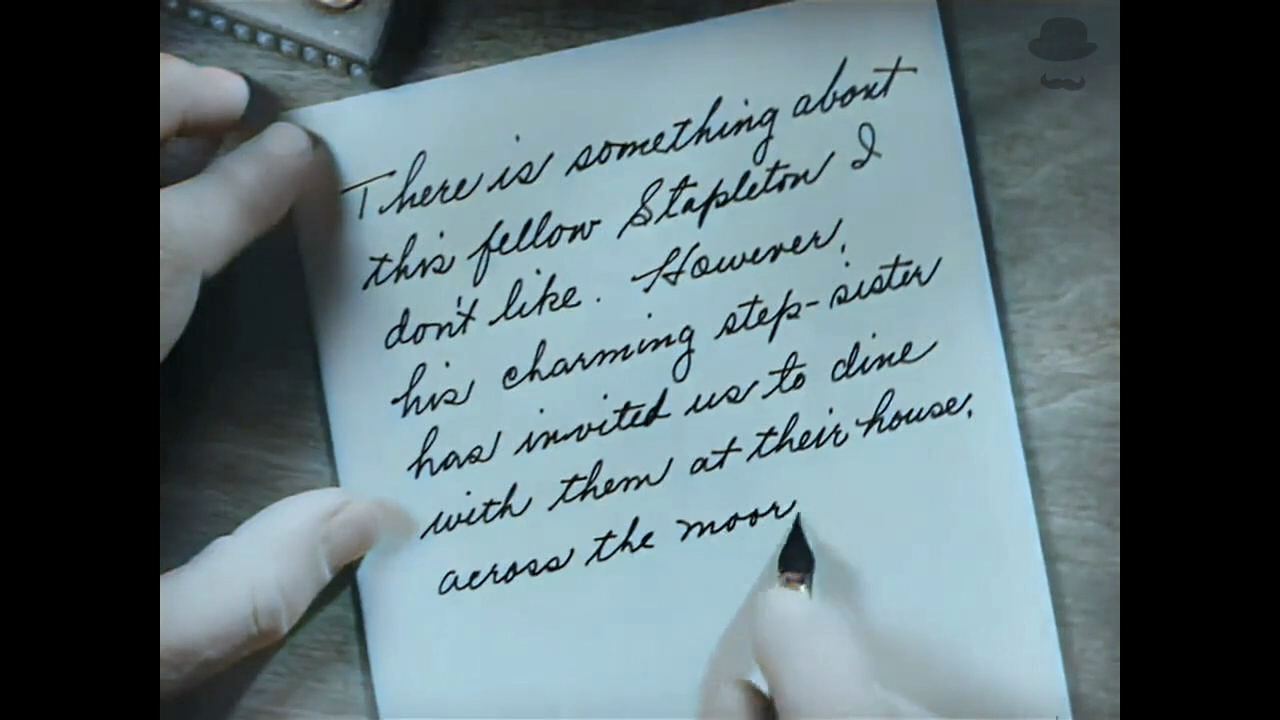 There is something about
this fellow Stapleton I
don't like. However,
his charming step-sister
has invited us to dine
with them at their house,
across the moor